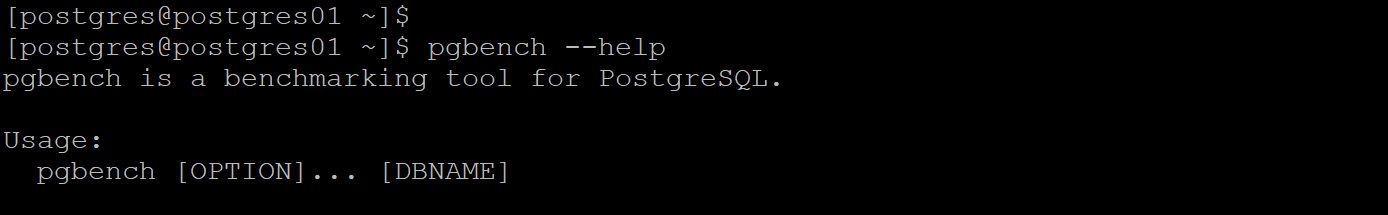 [postgres@postgres01 ~]$
[postgres@postgres01 ~]$ pgbench --help
pgbench is a benchmarking tool for PostgreSQL.

Usage:
  pgbench [OPTION]... [DBNAME]